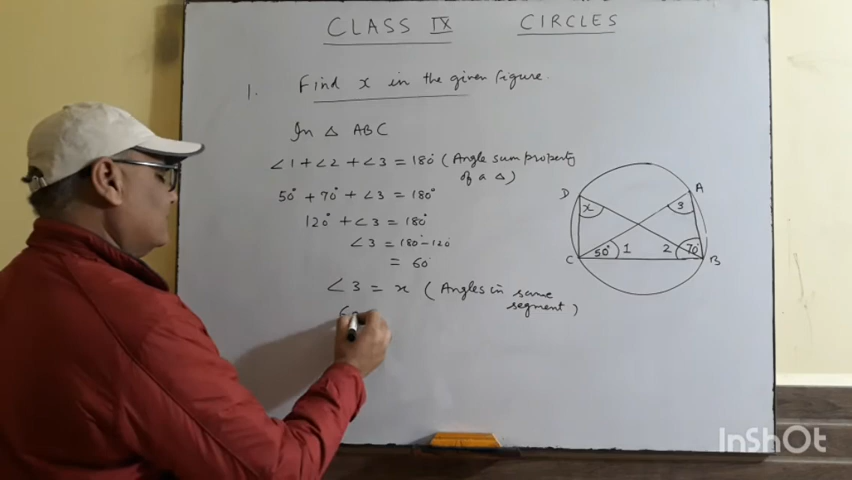 CLASS IX CIRCLES
1. Find x in the given figure.
In △ ABC
∠1 + ∠2 + ∠3 = 180° (Angle sum property
of a △)
50° + 70° + ∠3 = 180°
120° + ∠3 = 180°
∠3 = 180° - 120
= 60°
∠3 = x (Angles in same
segment)
60
D A
x 3
C 50° 1 2 70° B
InShOt